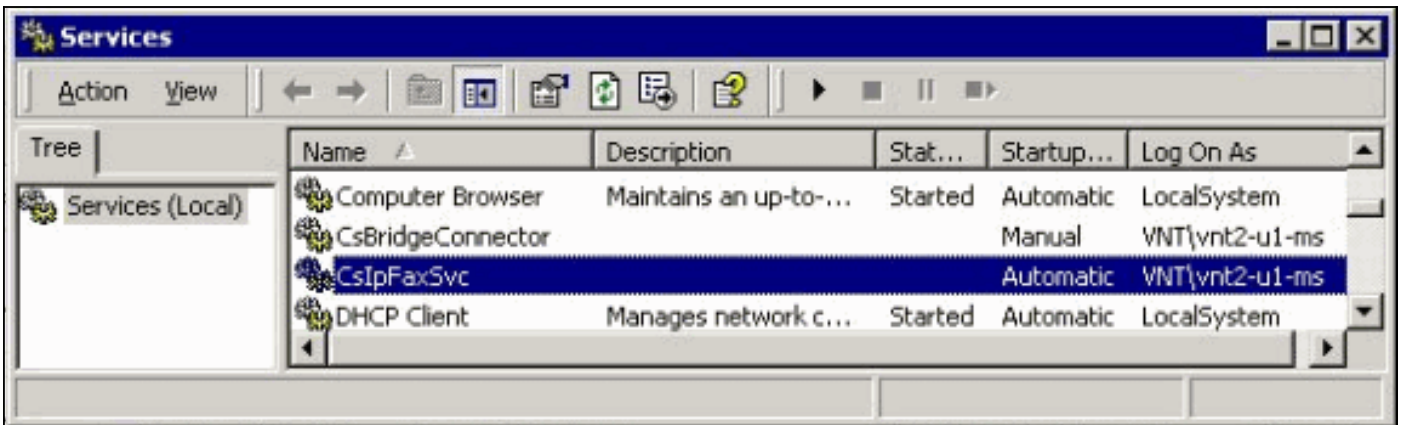 Services
Action View
Tree
Name Description Stat... Startup... Log On As
Services (Local)
Computer Browser Maintains an up-to-... Started Automatic LocalSystem
CsBridgeConnector Manual VNT\vnt2-u1-ms
CsIpFaxSvc Automatic VNT\vnt2-u1-ms
DHCP Client Manages network c... Started Automatic LocalSystem